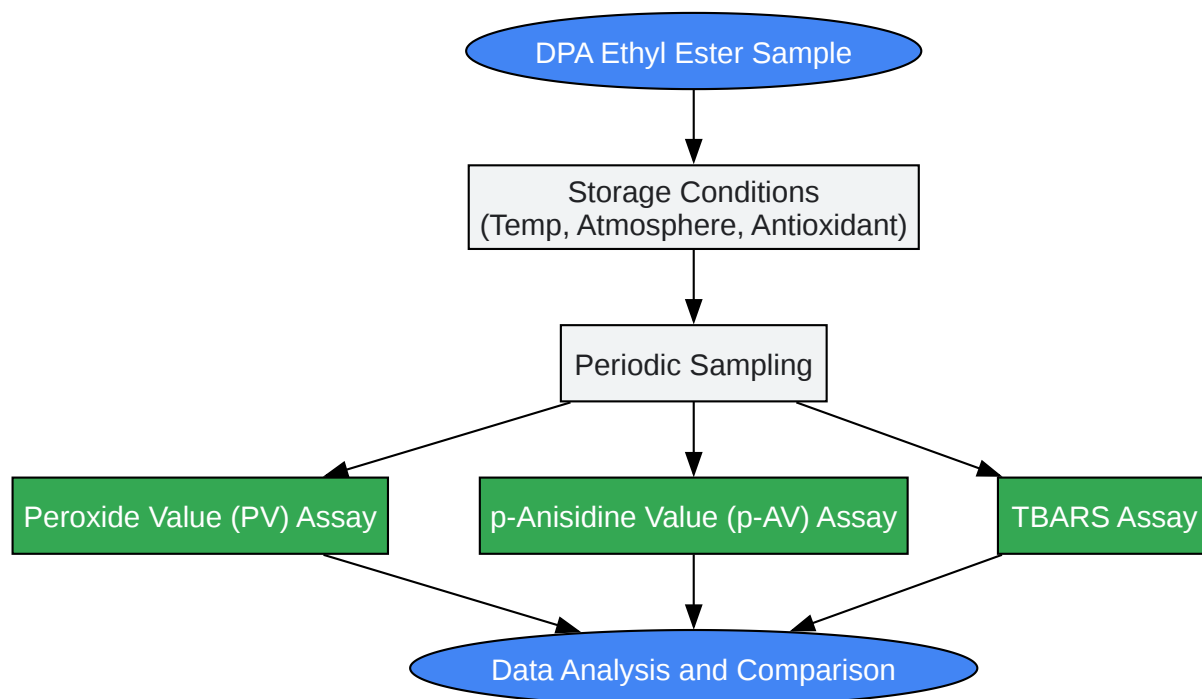 DPA Ethyl Ester Sample
Storage Conditions
(Temp, Atmosphere, Antioxidant)
Periodic Sampling
Peroxide Value (PV) Assay
p-Anisidine Value (p-AV) Assay
TBARS Assay
Data Analysis and Comparison